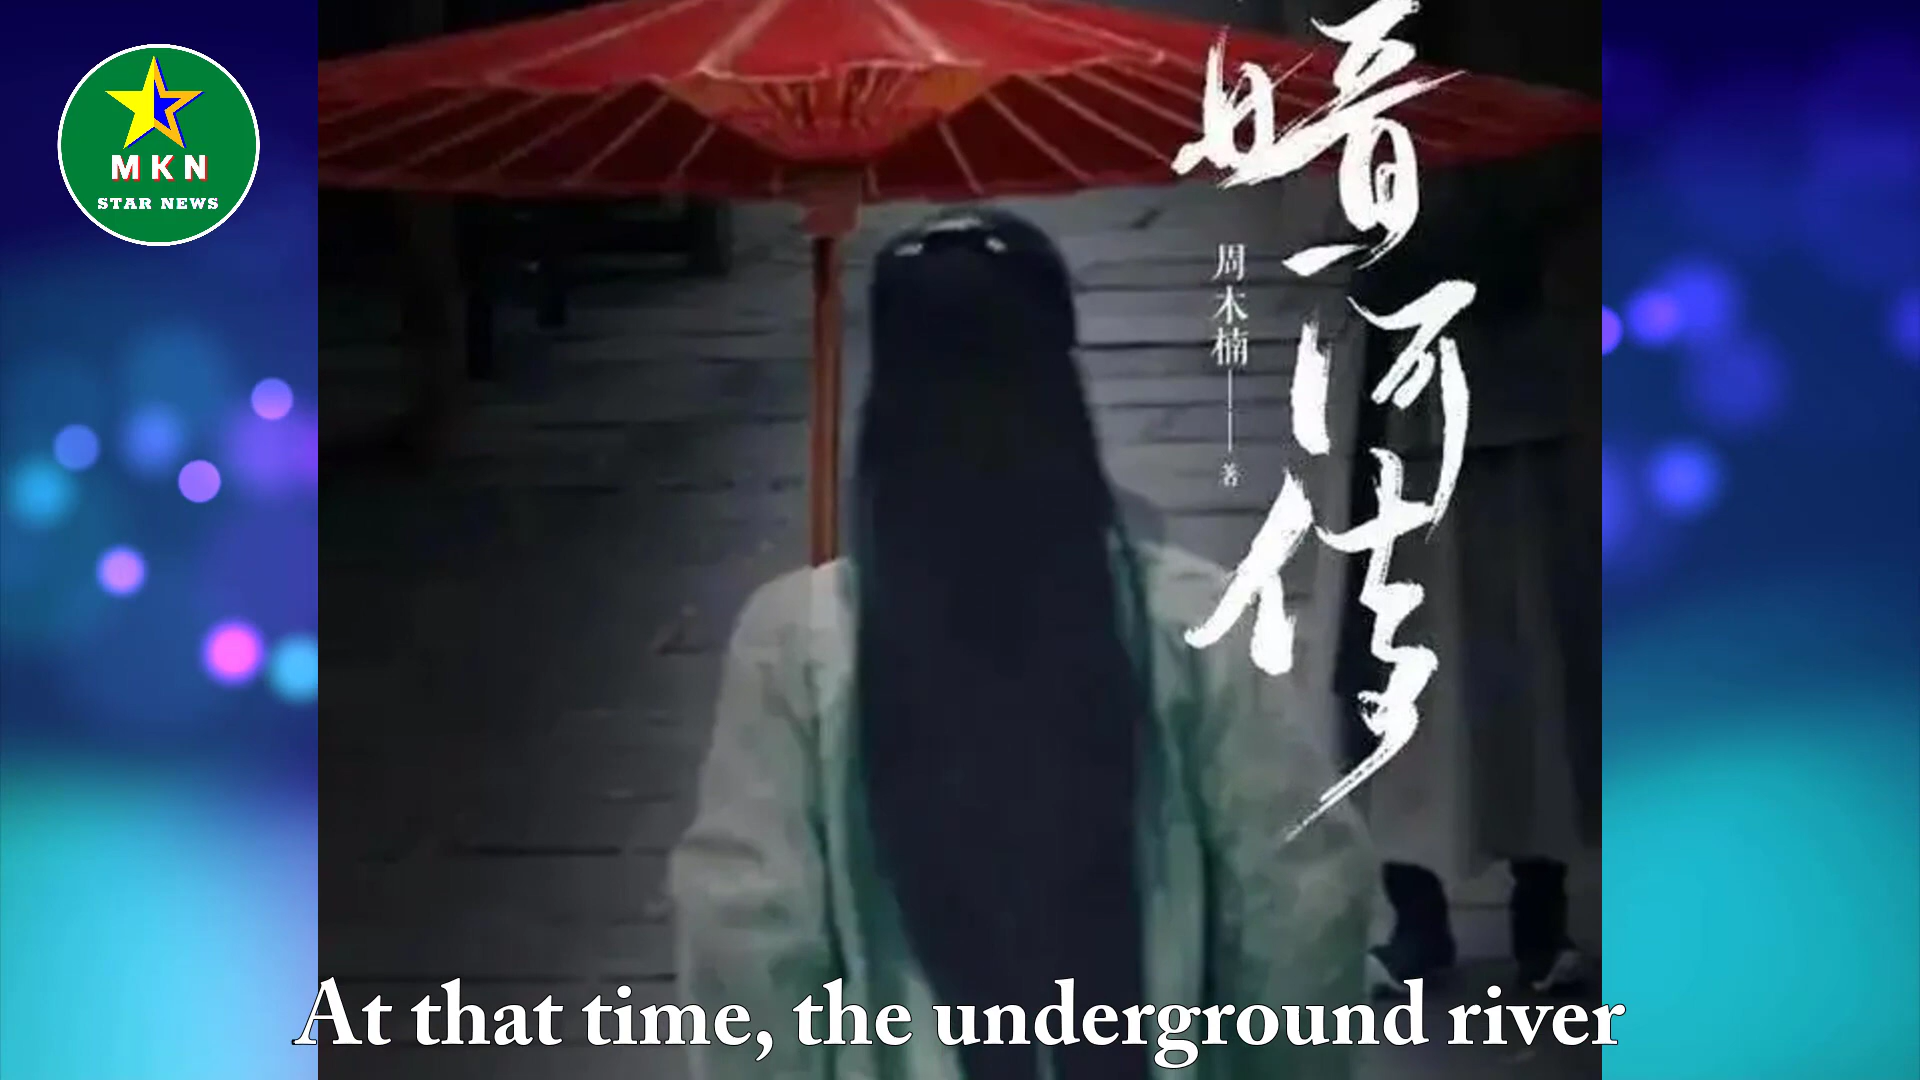 MKN
STAR NEWS
暗河传
周木楠
著
At that time, the underground river